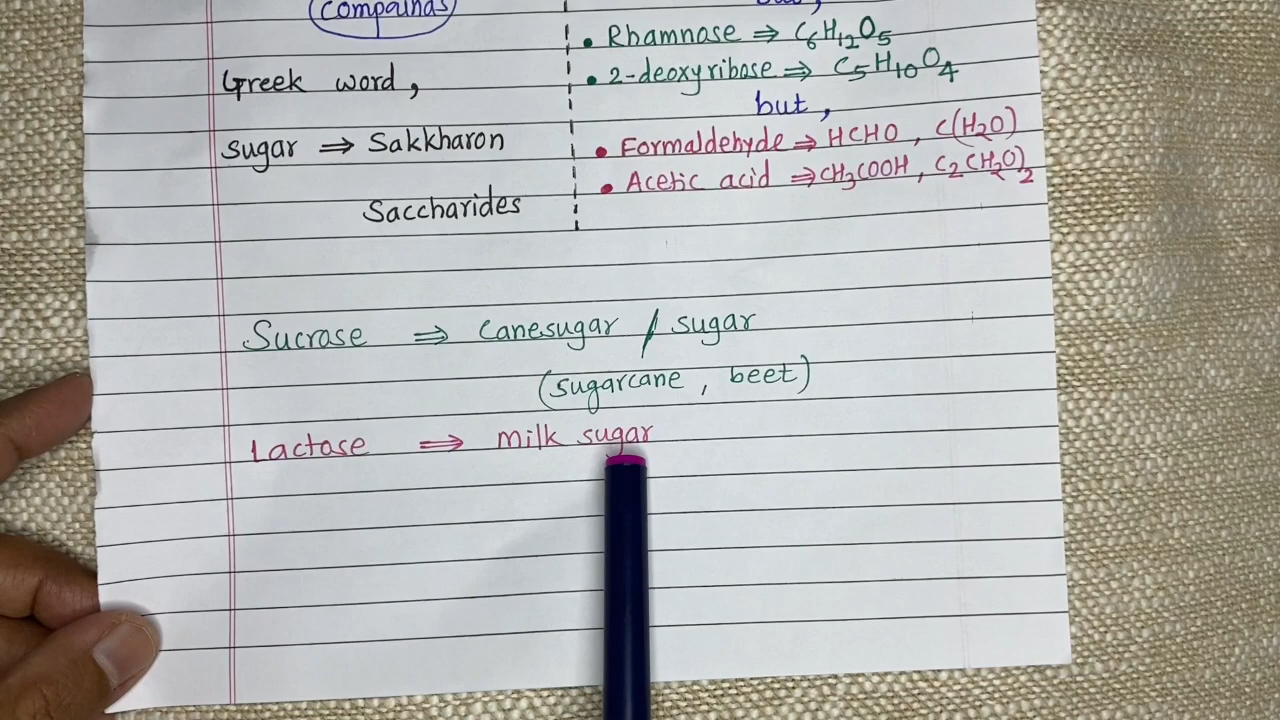 compounds
Greek word,
sugar ⇒ Sakkharon
Saccharides
• Rhamnose ⇒ C₆H₁₂O₅
• 2-deoxyribose ⇒ C₅H₁₀O₄
but,
• Formaldehyde ⇒ HCHO, C(H₂O)
• Acetic acid ⇒ CH₃COOH, C₂(H₂O)₂
Sucrose ⇒ Canesugar / sugar
(sugarcane, beet)
Lactose ⇒ Milk sugar